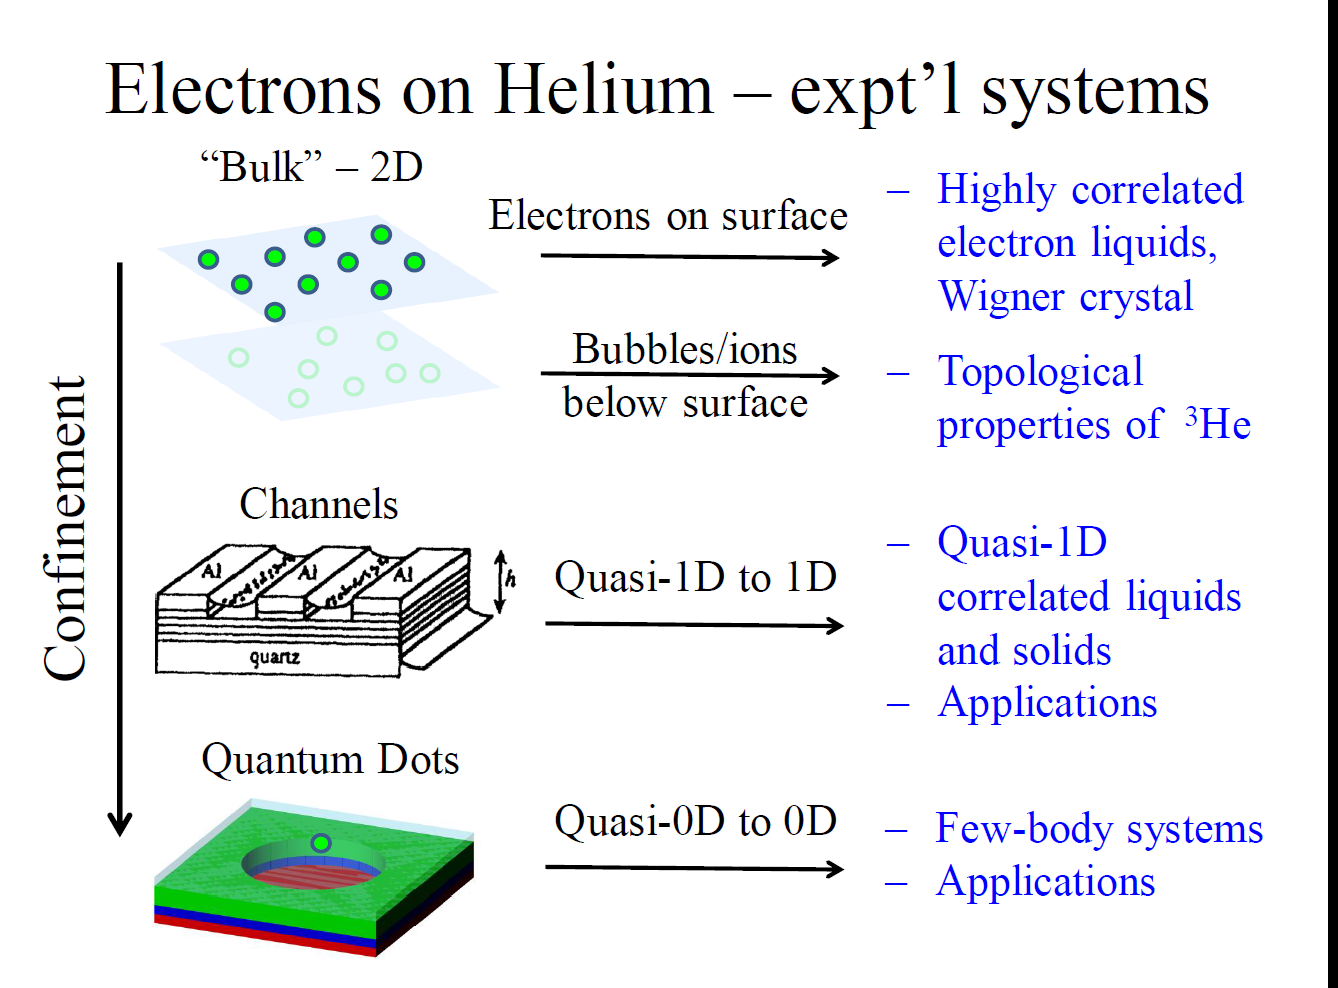 Electrons on Helium – expt’l systems
“Bulk” – 2D
Electrons on surface
– Highly correlated
electron liquids,
Wigner crystal
Bubbles/ions
below surface
– Topological
properties of ³He
Confinement
Channels
Al
Al
Al
h
quartz
Quasi-1D to 1D
– Quasi-1D
correlated liquids
and solids
– Applications
Quantum Dots
Quasi-0D to 0D
– Few-body systems
– Applications